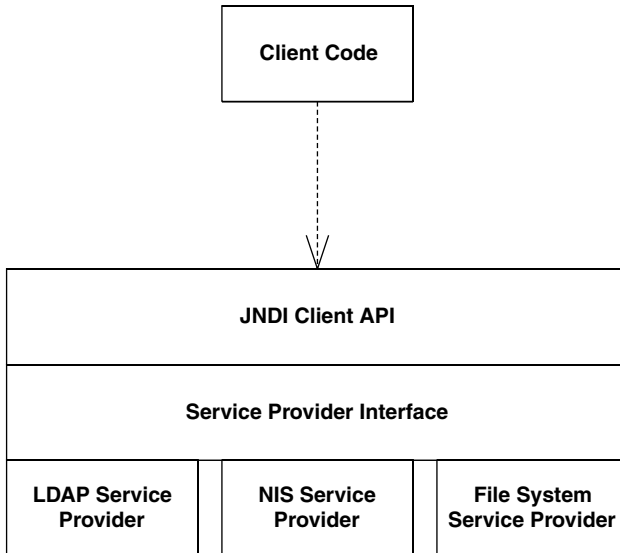 Client Code
JNDI Client API
Service Provider Interface
LDAP Service
Provider
NIS Service
Provider
File System
Service Provider